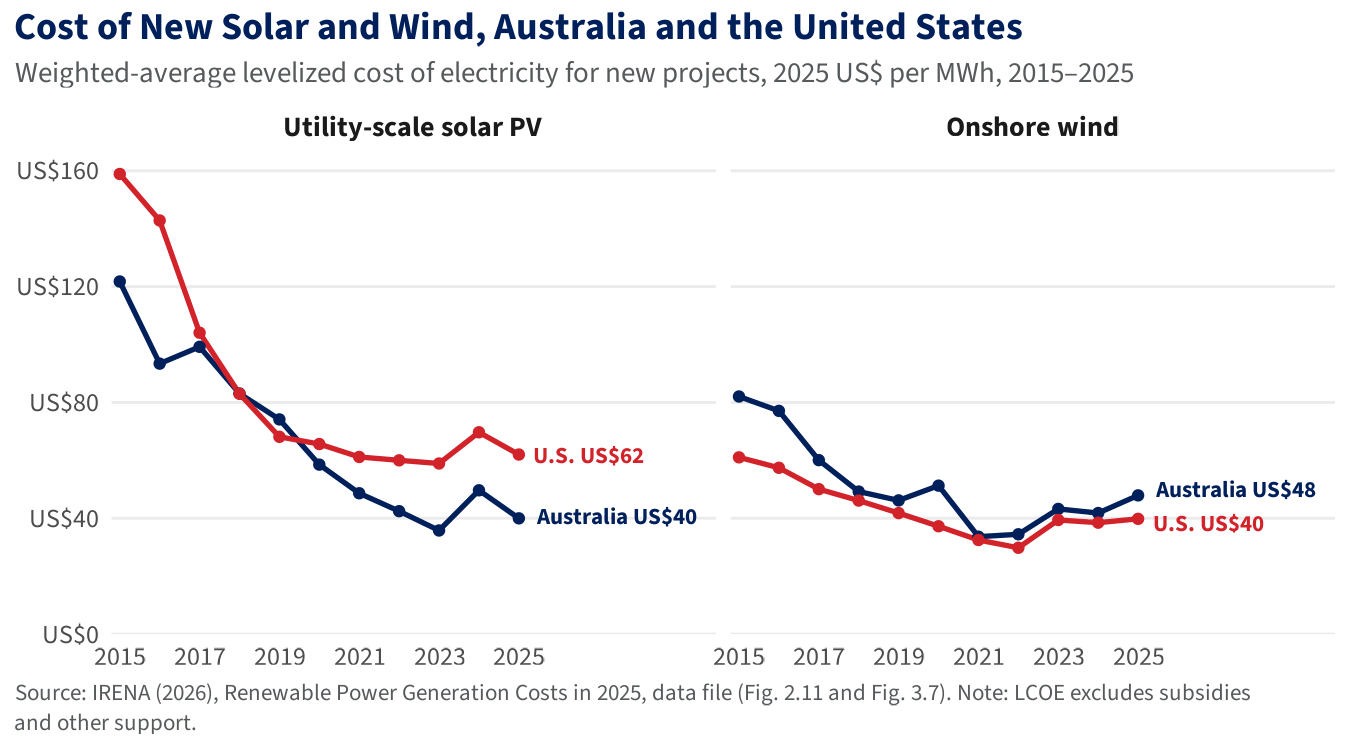 Cost of New Solar and Wind, Australia and the United States
Weighted-average levelized cost of electricity for new projects, 2025 US$ per MWh, 2015–2025
Utility-scale solar PV
Onshore wind
US$160
US$120
US$80
US$40
US$0
U.S. US$62
Australia US$40
Australia US$48
U.S. US$40
2015 2017 2019 2021 2023 2025
2015 2017 2019 2021 2023 2025
Source: IRENA (2026), Renewable Power Generation Costs in 2025, data file (Fig. 2.11 and Fig. 3.7). Note: LCOE excludes subsidies
and other support.